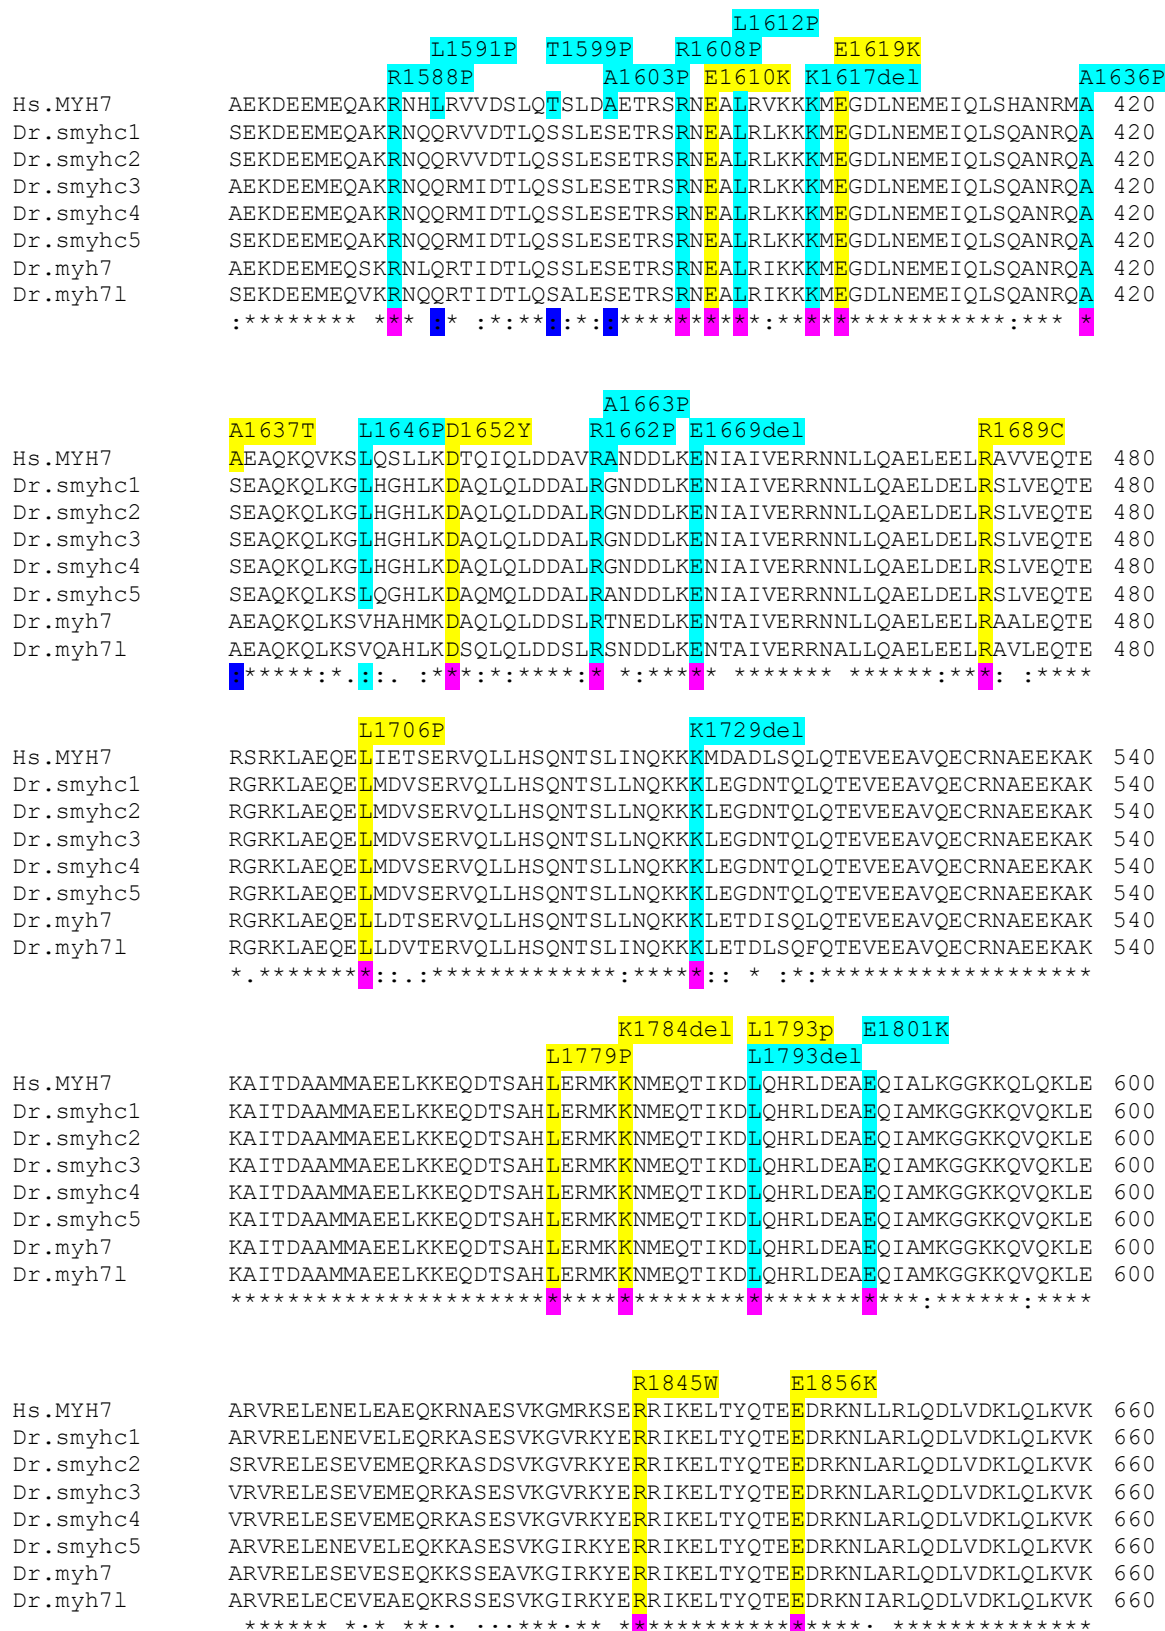 L1612P
L1591P T1599P R1608P E1619K
R1588P A1603P E1610K K1617del A1636P
Hs.MYH7 AEKDEEMEQAKRNHLRVVDSLQTSLDAETRSRNEALRVKKKMEGDLNEMEIQLSHANRMA 420
Dr.smyhc1 SEKDEEMEQAKRNQQRVVDTLQSSLESETRSRNEALRLKKKMEGDLNEMEIQLSQANRQA 420
Dr.smyhc2 SEKDEEMEQAKRNQQRVVDTLQSSLESETRSRNEALRLKKKMEGDLNEMEIQLSQANRQA 420
Dr.smyhc3 AEKDEEMEQAKRNQQRMIDTLQSSLESETRSRNEALRLKKKMEGDLNEMEIQLSQANRQA 420
Dr.smyhc4 AEKDEEMEQAKRNQQRMIDTLQSSLESETRSRNEALRLKKKMEGDLNEMEIQLSQANRQA 420
Dr.smyhc5 SEKDEEMEQAKRNQQRMIDTLQSSLESETRSRNEALRLKKKMEGDLNEMEIQLSQANRQA 420
Dr.myh7 AEKDEEMEQSKRNLQRTIDTLQSSLESETRSRNEALRIKKKMEGDLNEMEIQLSQANRQA 420
Dr.myh7l SEKDEEMEQVKRNQQRTIDTLQSALESETRSRNEALRIKKKMEGDLNEMEIQLSQANRQA 420
:******** *** :* :*:**:::*::*********:****************:*** *
A1663P
A1637T L1646P D1652Y R1662P E1669del R1689C
Hs.MYH7 AEAQKQVKSLQSLLKDTQIQLDDAVRANDDLKENIAIVERRNNLLQAELEELRAVVEQTE 480
Dr.smyhc1 SEAQKQLKGLHGHLKDAQLQLDDALRGNDDLKENIAIVERRNNLLQAELDELRSLVEQTE 480
Dr.smyhc2 SEAQKQLKGLHGHLKDAQLQLDDALRGNDDLKENIAIVERRNNLLQAELDELRSLVEQTE 480
Dr.smyhc3 SEAQKQLKGLHGHLKDAQLQLDDALRGNDDLKENIAIVERRNNLLQAELDELRSLVEQTE 480
Dr.smyhc4 SEAQKQLKGLHGHLKDAQLQLDDALRGNDDLKENIAIVERRNNLLQAELDELRSLVEQTE 480
Dr.smyhc5 SEAQKQLKSLQGHLKDAQMQLDDALRANDDLKENIAIVERRNNLLQAELDELRSLVEQTE 480
Dr.myh7 AEAQKQLKSVHAHMKDAQLQLDDSLRTNEDLKENTAIVERRNNLLQAELEELRAALEQTE 480
Dr.myh7l AEAQKQLKSVQAHLKDSQLQLDDSLRSNDDLKENTAIVERRNALLQAELEELRAVLEQTE 480
:*****:*.::. :**:*:****:* *:***** ******* ******:***: :****
L1706P K1729del
Hs.MYH7 RSRKLAEQELIETSERVQLLHSQNTSLINQKKKMDADLSQLQTEVEEAVQECRNAEEKAK 540
Dr.smyhc1 RGRKLAEQELMDVSERVQLLHSQNTSLLNQKKKLEGDNTQLQTEVEEAVQECRNAEEKAK 540
Dr.smyhc2 RGRKLAEQELMDVSERVQLLHSQNTSLLNQKKKLEGDNTQLQTEVEEAVQECRNAEEKAK 540
Dr.smyhc3 RGRKLAEQELMDVSERVQLLHSQNTSLLNQKKKLEGDNTQLQTEVEEAVQECRNAEEKAK 540
Dr.smyhc4 RGRKLAEQELMDVSERVQLLHSQNTSLLNQKKKLEGDNTQLQTEVEEAVQECRNAEEKAK 540
Dr.smyhc5 RGRKLAEQELMDVSERVQLLHSQNTSLLNQKKKLEGDNTQLQTEVEEAVQECRNAEEKAK 540
Dr.myh7 RGRKLAEQELLDTSERVQLLHSQNTSLLNQKKKLETDISQLQTEVEEAVQECRNAEEKAK 540
Dr.myh7l RGRKLAEQELLDVTERVQLLHSQNTSLINQKKKLETDLSQFQTEVEEAVQECRNAEEKAK 540
*.********::.:*************:*****:: * :*:*******************
K1784del L1793p E1801K
L1779P L1793del
Hs.MYH7 KAITDAAMMAEELKKEQDTSAHLERMKKNMEQTIKDLQHRLDEAEQIALKGGKKQLQKLE 600
Dr.smyhc1 KAITDAAMMAEELKKEQDTSAHLERMKKNMEQTIKDLQHRLDEAEQIAMKGGKKQVQKLE 600
Dr.smyhc2 KAITDAAMMAEELKKEQDTSAHLERMKKNMEQTIKDLQHRLDEAEQIAMKGGKKQVQKLE 600
Dr.smyhc3 KAITDAAMMAEELKKEQDTSAHLERMKKNMEQTIKDLQHRLDEAEQIAMKGGKKQVQKLE 600
Dr.smyhc4 KAITDAAMMAEELKKEQDTSAHLERMKKNMEQTIKDLQHRLDEAEQIAMKGGKKQVQKLE 600
Dr.smyhc5 KAITDAAMMAEELKKEQDTSAHLERMKKNMEQTIKDLQHRLDEAEQIAMKGGKKQVQKLE 600
Dr.myh7 KAITDAAMMAEELKKEQDTSAHLERMKKNMEQTIKDLQHRLDEAEQIAMKGGKKQVQKLE 600
Dr.myh7l KAITDAAMMAEELKKEQDTSAHLERMKKNMEQTIKDLQHRLDEAEQIAMKGGKKQVQKLE 600
************************************************:******:****
R1845W E1856K
Hs.MYH7 ARVRELENELEAEQKRNAESVKGMRKSERRIKELTYQTEEDRKNLLRLQDLVDKLQLKVK 660
Dr.smyhc1 ARVRELENEVELEQRKASESVKGVRKYERRIKELTYQTEEDRKNLARLQDLVDKLQLKVK 660
Dr.smyhc2 SRVRELESEVEMEQRKASDSVKGVRKYERRIKELTYQTEEDRKNLARLQDLVDKLQLKVK 660
Dr.smyhc3 VRVRELESEVEMEQRKASESVKGVRKYERRIKELTYQTEEDRKNLARLQDLVDKLQLKVK 660
Dr.smyhc4 VRVRELESEVEMEQRKASESVKGVRKYERRIKELTYQTEEDRKNLARLQDLVDKLQLKVK 660
Dr.smyhc5 ARVRELENEVELEQKKASESVKGIRKYERRIKELTYQTEEDRKNLARLQDLVDKLQLKVK 660
Dr.myh7 ARVRELESEVESEQKKSSEAVKGIRKYERRIKELTYQTEEDRKNLARLQDLVDKLQLKVK 660
Dr.myh7l ARVRELECEVEAEQKRSSESVKGIRKYERRIKELTYQTEEDRKNIARLQDLVDKLQLKVK 660
****** *:* **:: :::***:** *****************: **************